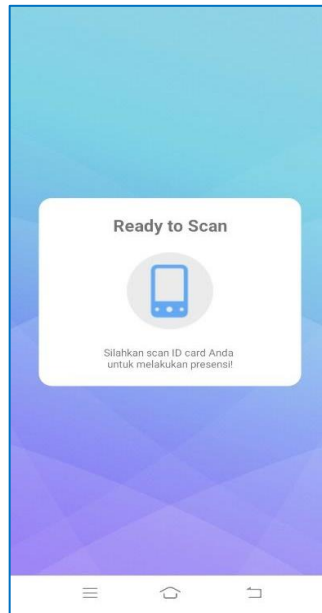 Ready to Scan
Silahkan scan ID card Anda
untuk melakukan presensi!